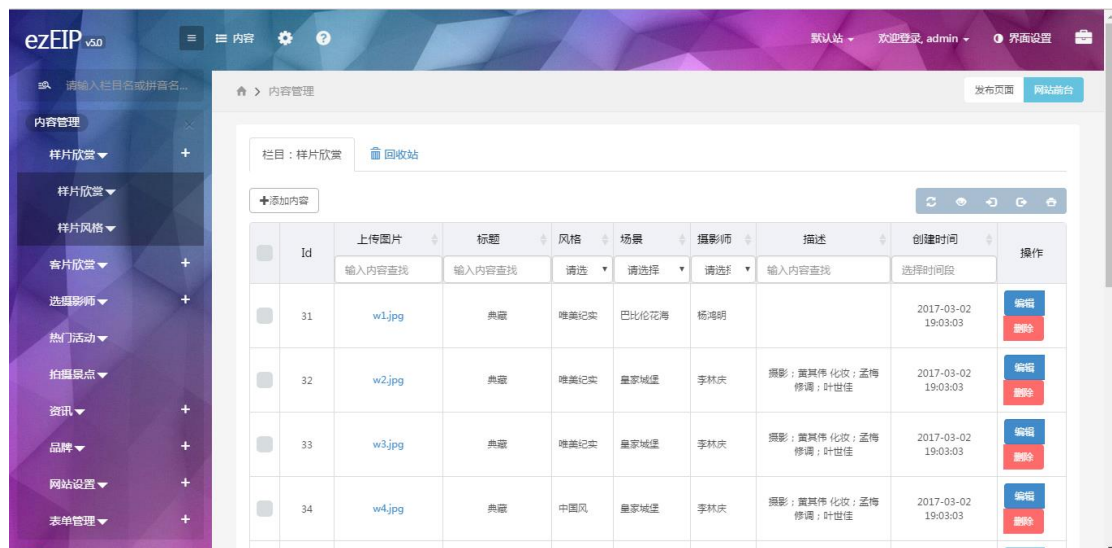 ezEIP v5.0
内容
默认站
欢迎登录, admin
界面设置
请输入栏目名或拼音名...
内容管理
样片欣赏
样片欣赏
样片风格
客片欣赏
选摄影师
热门活动
拍摄景点
资讯
品牌
网站设置
表单管理
内容管理
发布页面
网站前台
栏目：样片欣赏
回收站
添加内容
Id 上传图片 标题 风格 场景 摄影师 描述 创建时间 操作
输入内容查找 输入内容查找 请选 请选择 请选择 输入内容查找 选择时间段
31 w1.jpg 典藏 唯美纪实 巴比伦花海 杨鸿明 2017-03-02 编辑
19:03:03 删除
32 w2.jpg 典藏 唯美纪实 皇家城堡 李林庆 摄影；黄其伟 化妆；孟梅 2017-03-02 编辑
修调；叶世佳 19:03:03 删除
33 w3.jpg 典藏 唯美纪实 皇家城堡 李林庆 摄影；黄其伟 化妆；孟梅 2017-03-02 编辑
修调；叶世佳 19:03:03 删除
34 w4.jpg 典藏 中国风 皇家城堡 李林庆 摄影；黄其伟 化妆；孟梅 2017-03-02 编辑
修调；叶世佳 19:03:03 删除